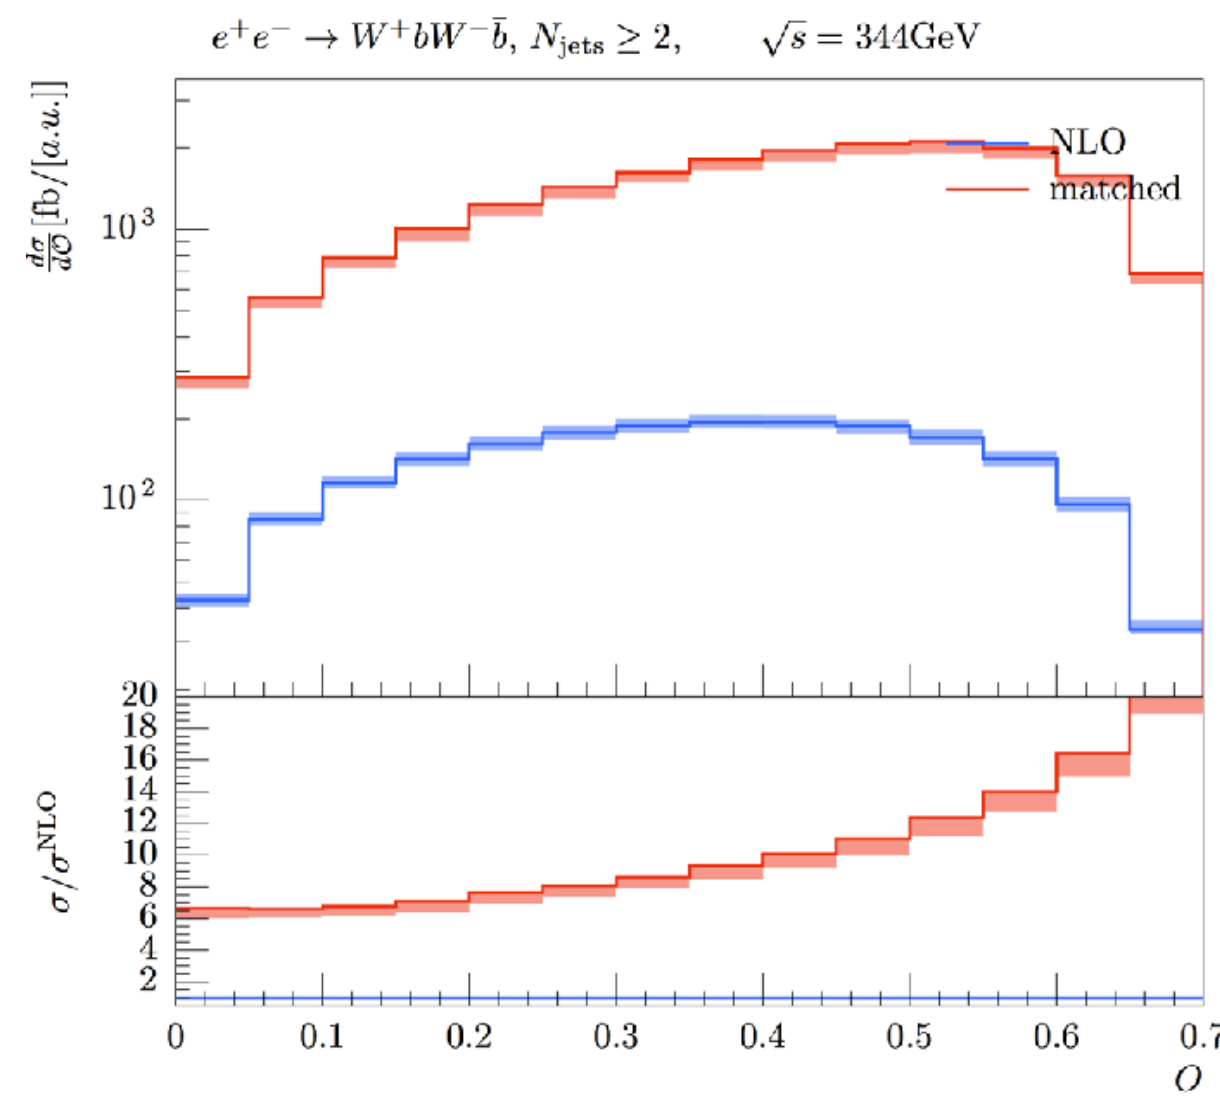 e⁺e⁻ → W⁺bW⁻b̄, N_jets ≥ 2, √s = 344GeV
dσ/d𝒪 [fb/[a.u.]]
NLO
matched
10³
10²
20
18
16
14
12
10
8
6
4
2
σ/σ^NLO
0 0.1 0.2 0.3 0.4 0.5 0.6 0.7
O